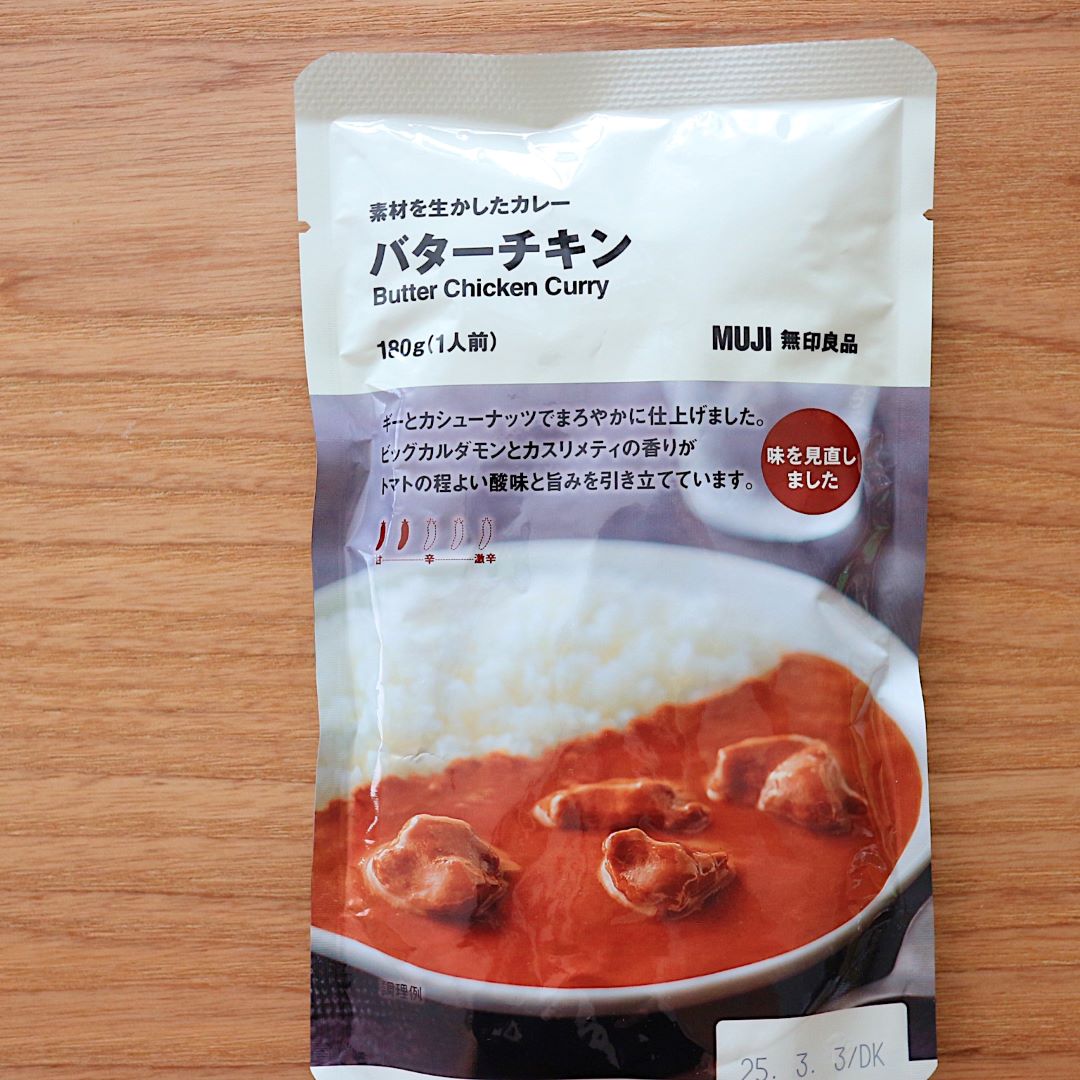 素材を生かしたカレー
バターチキン
Butter Chicken Curry
180g(1人前)
MUJI 無印良品
ギーとカシューナッツでまろやかに仕上げました。
ビッグカルダモンとカスリメティの香りが
トマトの程よい酸味と旨みを引き立てています。
味を見直し
ました
甘 辛 激辛
調理例
25. 3. 3/DK